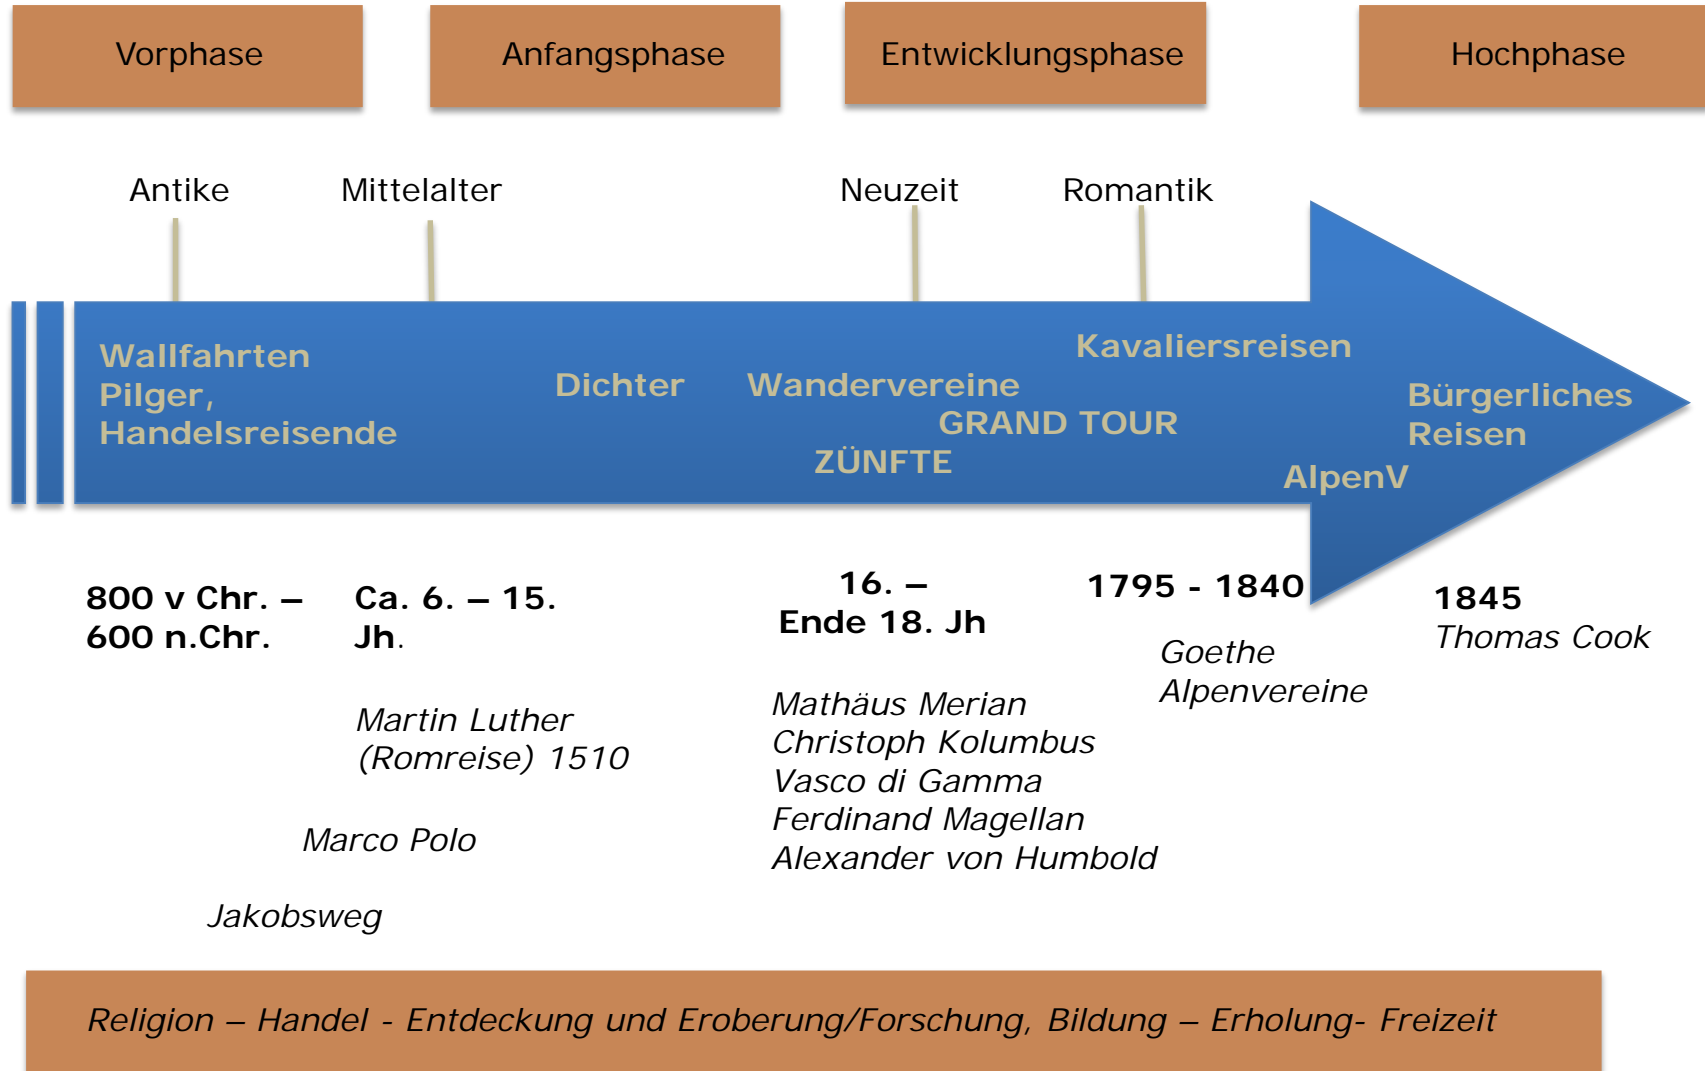 Vorphase
Anfangsphase
Entwicklungsphase
Hochphase
Antike
Mittelalter
Neuzeit
Romantik
Wallfahrten
Pilger,
Handelsreisende
Dichter
Wandervereine
GRAND TOUR
ZÜNFTE
Kavaliersreisen
AlpenV
Bürgerliches
Reisen
800 v Chr. –
600 n.Chr.
Ca. 6. – 15.
Jh.
16. –
Ende 18. Jh
1795 - 1840
1845
Thomas Cook
Goethe
Alpenvereine
Martin Luther
(Romreise) 1510
Marco Polo
Jakobsweg
Mathäus Merian
Christoph Kolumbus
Vasco di Gamma
Ferdinand Magellan
Alexander von Humbold
Religion – Handel - Entdeckung und Eroberung/Forschung, Bildung – Erholung- Freizeit